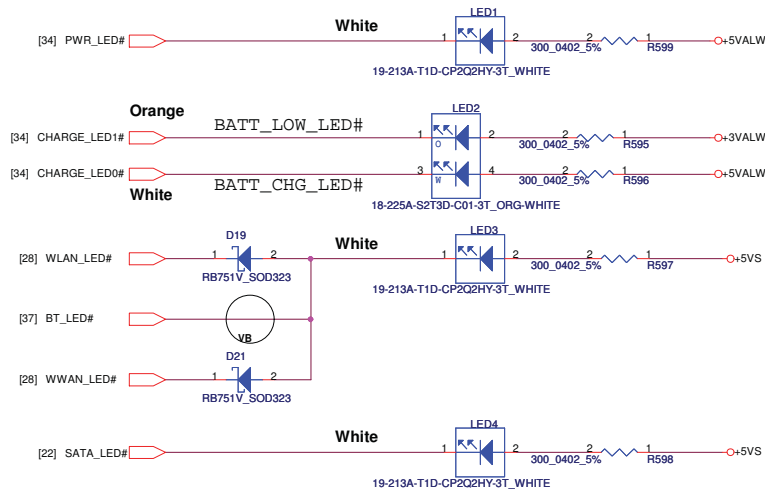 LED1
White
[34] PWR_LED# 1 2 2 1 +5VALW
300_0402_5% R599
19-213A-T1D-CP2Q2HY-3T_WHITE
Orange
LED2
BATT_LOW_LED#
[34] CHARGE_LED1# 1 2 2 1 +3VALW
O 300_0402_5% R595
[34] CHARGE_LED0# 3 4 2 1 +5VALW
W 300_0402_5% R596
BATT_CHG_LED#
White
18-225A-S2T3D-C01-3T_ORG-WHITE
D19 White LED3
[28] WLAN_LED# 1 2 1 2 2 1 +5VS
300_0402_5% R597
RB751V_SOD323
19-213A-T1D-CP2Q2HY-3T_WHITE
[37] BT_LED#
VB
D21
[28] WWAN_LED# 1 2
RB751V_SOD323
LED4
White
[22] SATA_LED# 1 2 2 1 +5VS
300_0402_5% R598
19-213A-T1D-CP2Q2HY-3T_WHITE